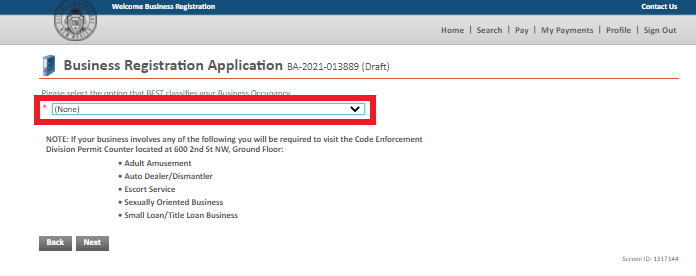 Welcome Business Registration Contact Us
Home | Search | Pay | My Payments | Profile | Sign Out
Business Registration Application BA-2021-013889 (Draft)
Please select the option that BEST classifies your Business Occupancy
* (None)
NOTE: If your business involves any of the following you will be required to visit the Code Enforcement
Division Permit Counter located at 600 2nd St NW, Ground Floor:
• Adult Amusement
• Auto Dealer/Dismantler
• Escort Service
• Sexually Oriented Business
• Small Loan/Title Loan Business
Back Next
Screen ID: 1317144